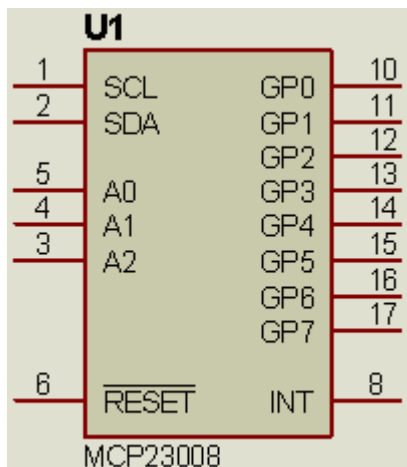 U1
1 SCL GP0 10
2 SDA GP1 11
GP2 12
5 A0 GP3 13
4 A1 GP4 14
3 A2 GP5 15
GP6 16
GP7 17
6 RESET INT 8
MCP23008